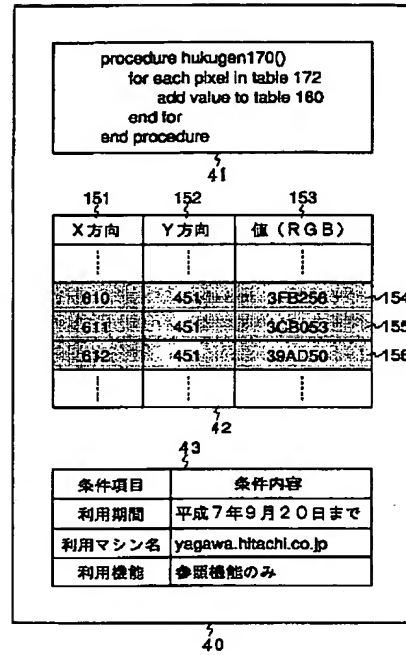 procedure hukugen170()
for each pixel in table 172
add value to table 160
end for
end procedure
41
151 152 153
X方向 Y方向 値(RGB)
610 451 3FB256 154
611 451 3CB053 155
612 451 39AD50 156
42
43
条件項目 条件内容
利用期間 平成7年9月20日まで
利用マシン名 yagawa.hitachi.co.jp
利用機能 参照機能のみ
40